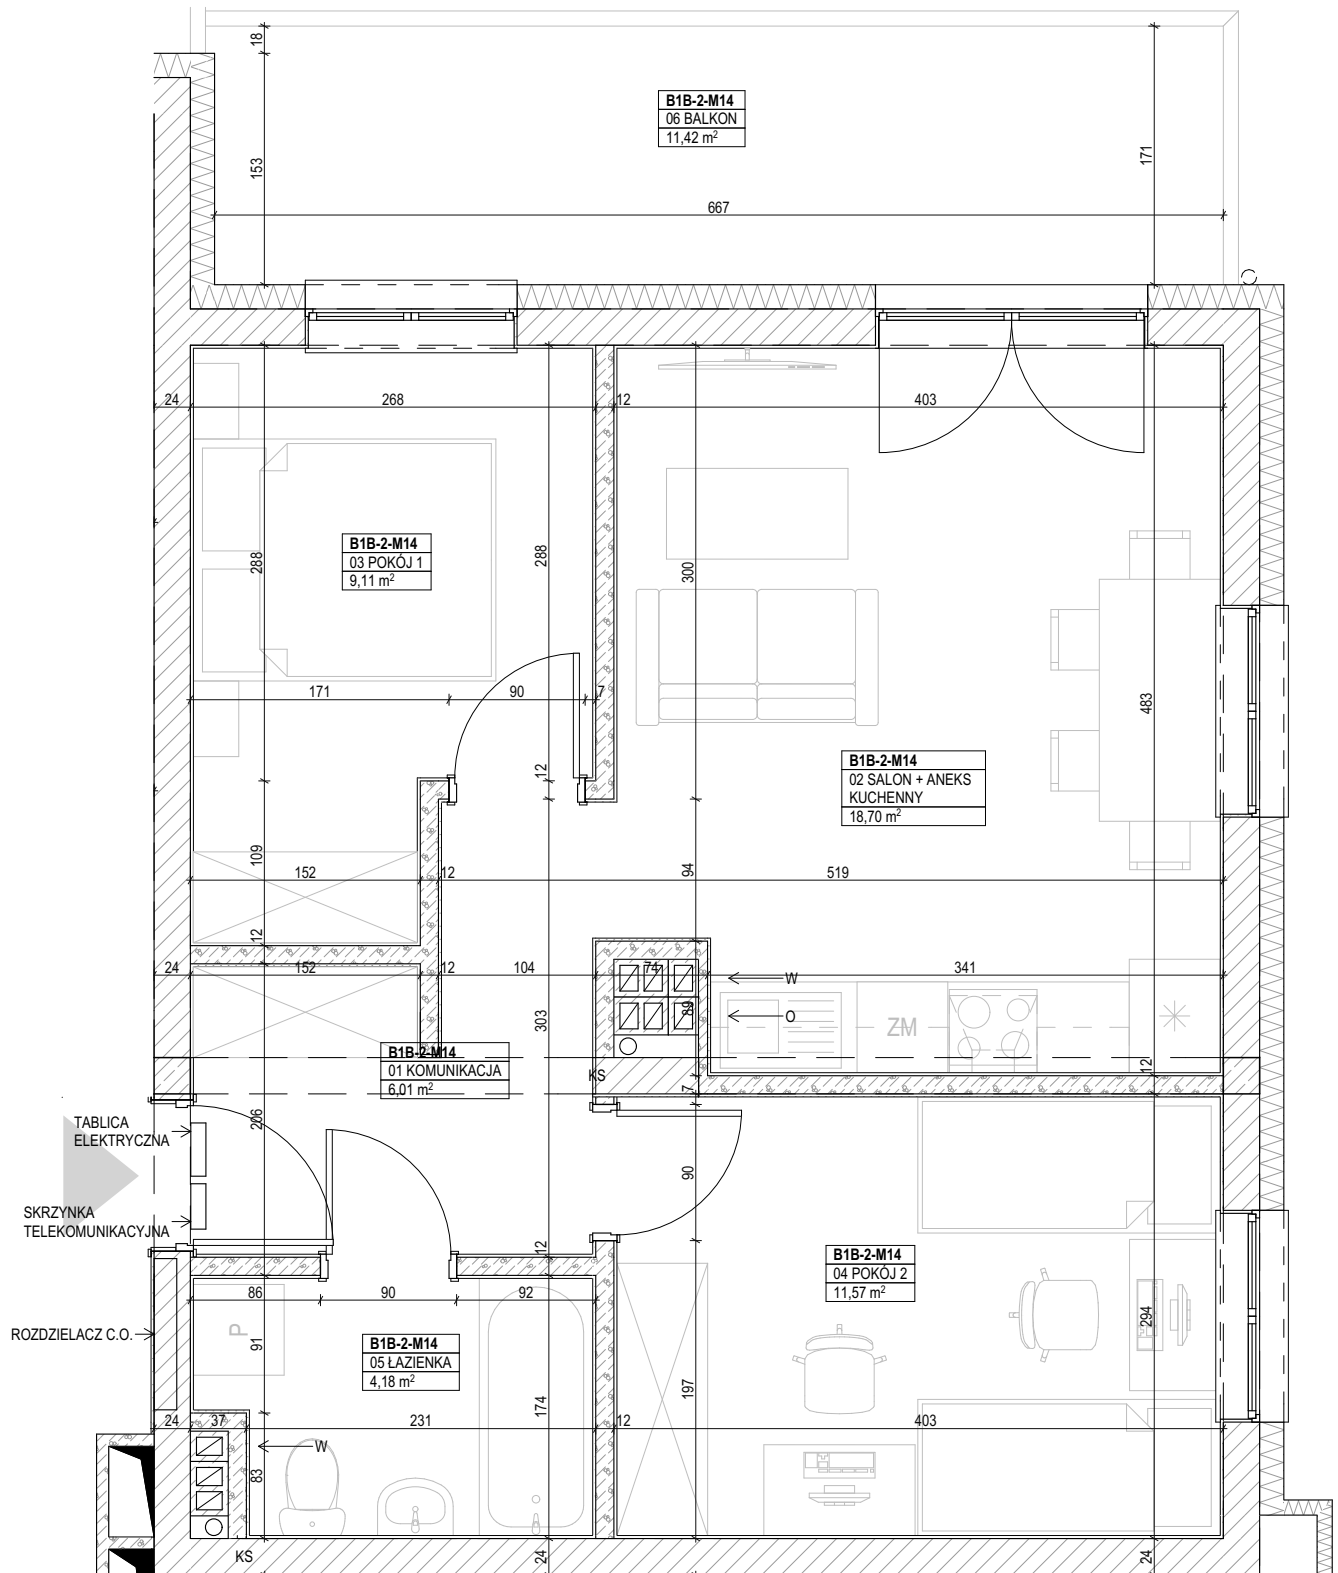 18
B1B-2-M14
06 BALKON
11,42 m²
153
171
667
24
268
12
403
288
B1B-2-M14
03 POKÓJ 1
9,11 m²
288
300
171
90
7
483
12
B1B-2-M14
02 SALON + ANEKS
KUCHENNY
18,70 m²
109
152
12
94
519
12
24
152
12
104
74
W
341
89
O
303
ZM
B1B-2-M14
01 KOMUNIKACJA
6,01 m²
KS
7
12
206
TABLICA
ELEKTRYCZNA
90
SKRZYNKA
TELEKOMUNIKACYJNA
12
B1B-2-M14
04 POKÓJ 2
11,57 m²
86
90
92
294
P
91
ROZDZIELACZ C.O.
B1B-2-M14
05 ŁAZIENKA
4,18 m²
174
197
24
37
231
12
403
W
83
KS
24
24